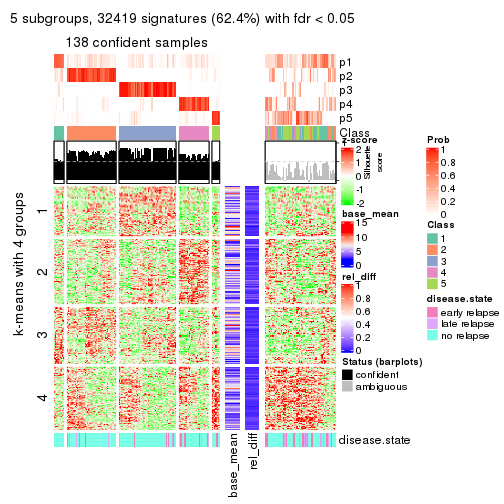 5 subgroups, 32419 signatures (62.4%) with fdr < 0.05
138 confident samples
p1
p2
p3
p4
p5
Class
1
2
3
4
k-means with 4 groups
base_mean
rel_diff
disease.state
z-score
2
1
0
-1
-2
Silhouette
score
base_mean
15
10
5
0
rel_diff
1
0.8
0.6
0.4
0.2
0
Status (barplots)
confident
ambiguous
Prob
1
0.8
0.6
0.4
0.2
0
Class
1
2
3
4
5
disease.state
early relapse
late relapse
no relapse